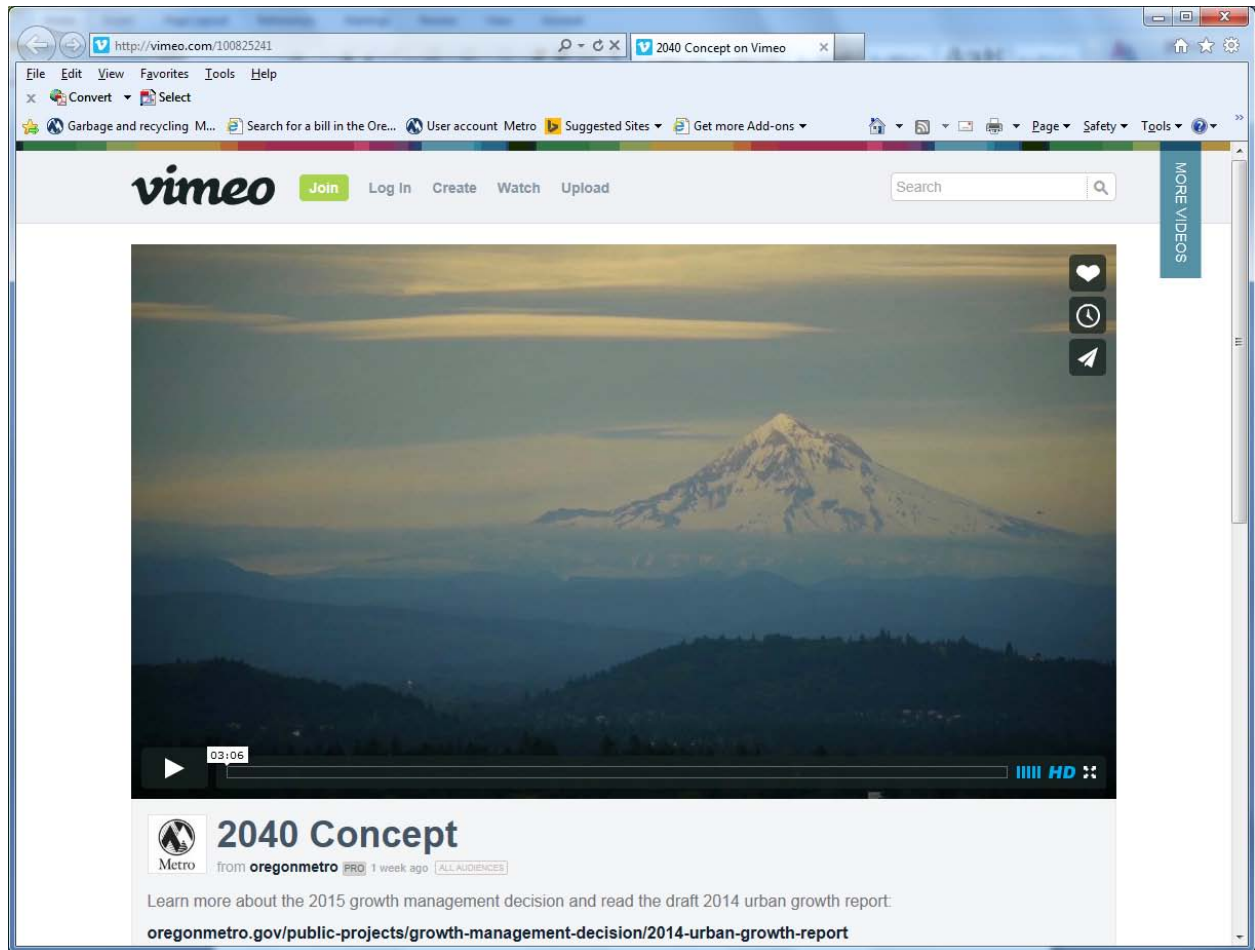 http://vimeo.com/100825241
2040 Concept on Vimeo
File Edit View Favorites Tools Help
x Convert Select
Garbage and recycling M... Search for a bill in the Ore... User account Metro Suggested Sites Get more Add-ons Page Safety Tools
vimeo Join Log In Create Watch Upload Search
MORE VIDEOS
03:06
HD
2040 Concept
Metro from oregonmetro PRO 1 week ago ALL AUDIENCES
Learn more about the 2015 growth management decision and read the draft 2014 urban growth report:
oregonmetro.gov/public-projects/growth-management-decision/2014-urban-growth-report